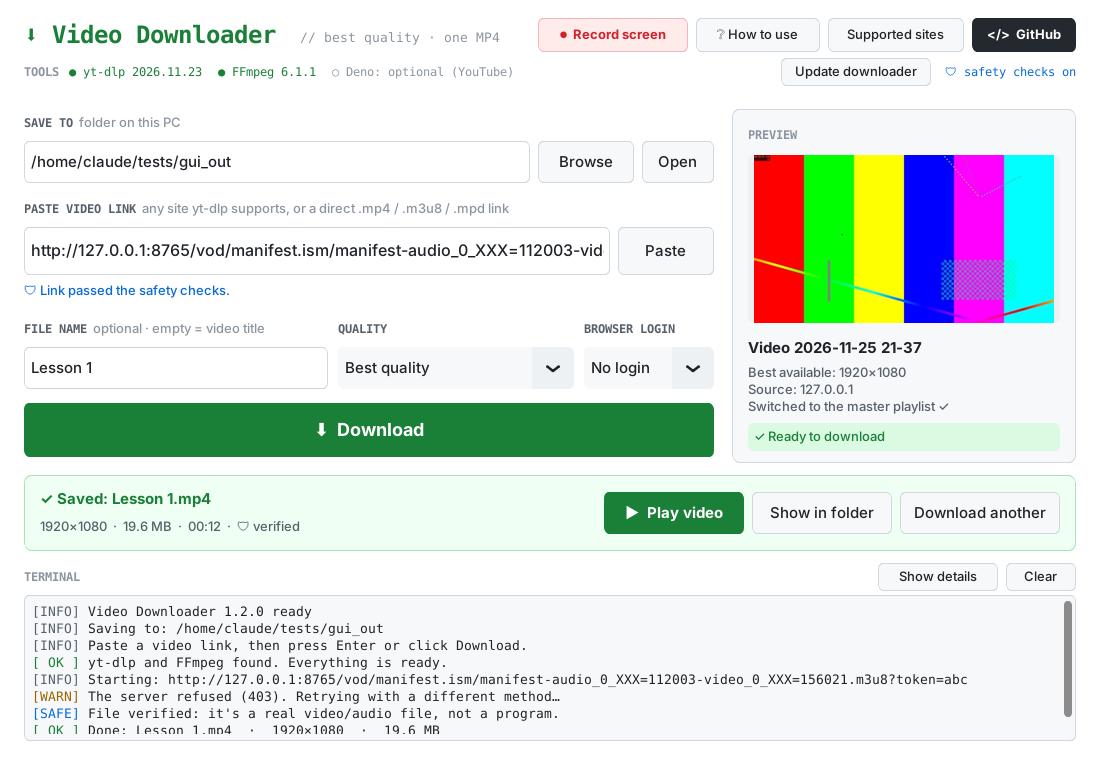 ⬇ Video Downloader // best quality · one MP4 ● Record screen ❔ How to use Supported sites </> GitHub
TOOLS ● yt-dlp 2026.11.23 ● FFmpeg 6.1.1 ○ Deno: optional (YouTube) Update downloader 🛡 safety checks on
SAVE TO folder on this PC
/home/claude/tests/gui_out Browse Open
PASTE VIDEO LINK any site yt-dlp supports, or a direct .mp4 / .m3u8 / .mpd link
http://127.0.0.1:8765/vod/manifest.ism/manifest-audio_0_XXX=112003-vid Paste
🛡 Link passed the safety checks.
FILE NAME optional · empty = video title QUALITY BROWSER LOGIN
Lesson 1 Best quality No login
⬇ Download
PREVIEW
Video 2026-11-25 21-37
Best available: 1920×1080
Source: 127.0.0.1
Switched to the master playlist ✓
✓ Ready to download
✓ Saved: Lesson 1.mp4
1920×1080 · 19.6 MB · 00:12 · 🛡 verified
▶ Play video Show in folder Download another
TERMINAL Show details Clear
[INFO] Video Downloader 1.2.0 ready
[INFO] Saving to: /home/claude/tests/gui_out
[INFO] Paste a video link, then press Enter or click Download.
[ OK ] yt-dlp and FFmpeg found. Everything is ready.
[INFO] Starting: http://127.0.0.1:8765/vod/manifest.ism/manifest-audio_0_XXX=112003-video_0_XXX=156021.m3u8?token=abc
[WARN] The server refused (403). Retrying with a different method…
[SAFE] File verified: it's a real video/audio file, not a program.
[ OK ] Done: Lesson 1.mp4 · 1920×1080 · 19.6 MB